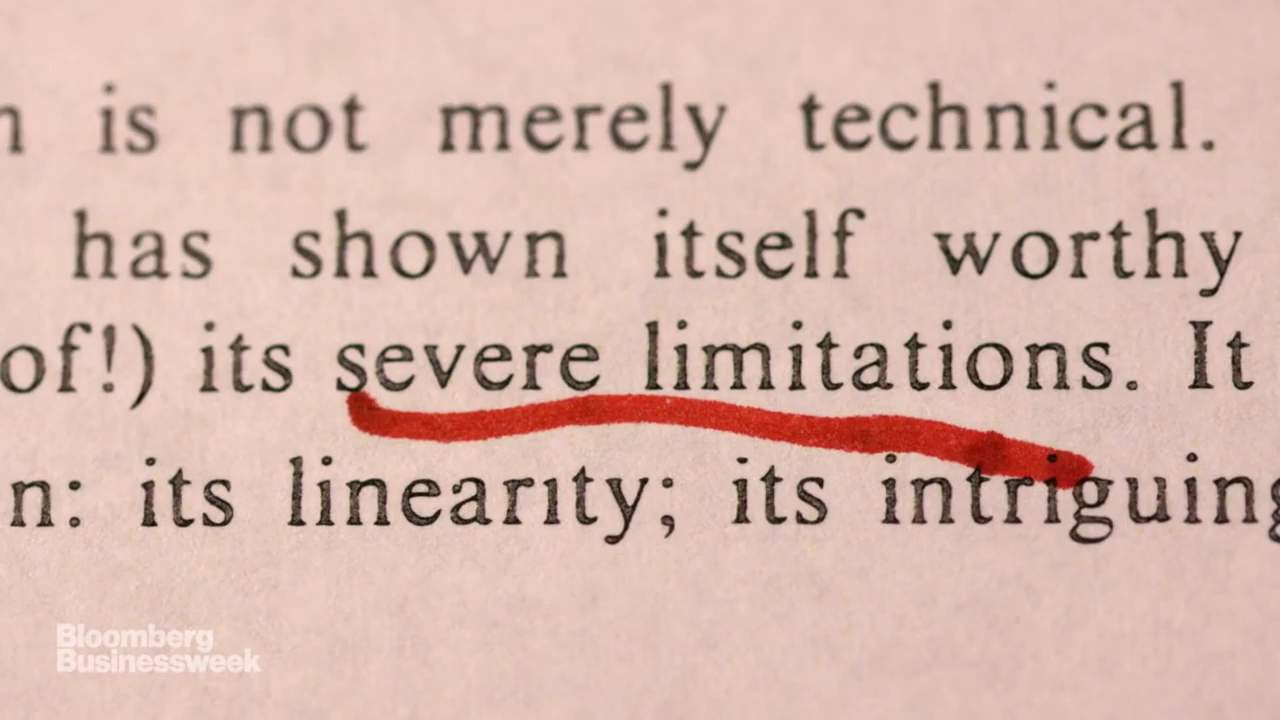 n is not merely technical.
has shown itself worthy
of!) its severe limitations. It
n: its linearity; its intriguing
Bloomberg
Businessweek